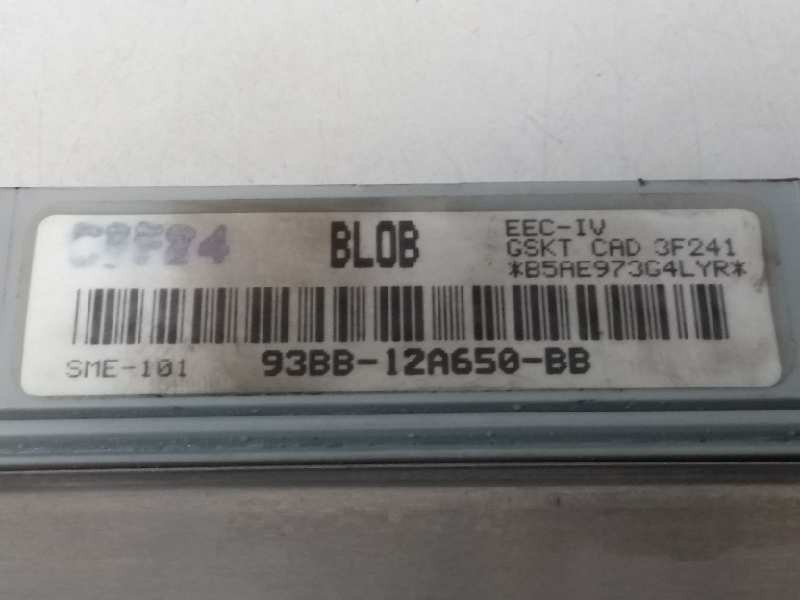 BLOB
EEC-IV
GSKT CAD 3F241
*B5AE973G4LYR*
SME-101
93BB-12A650-BB